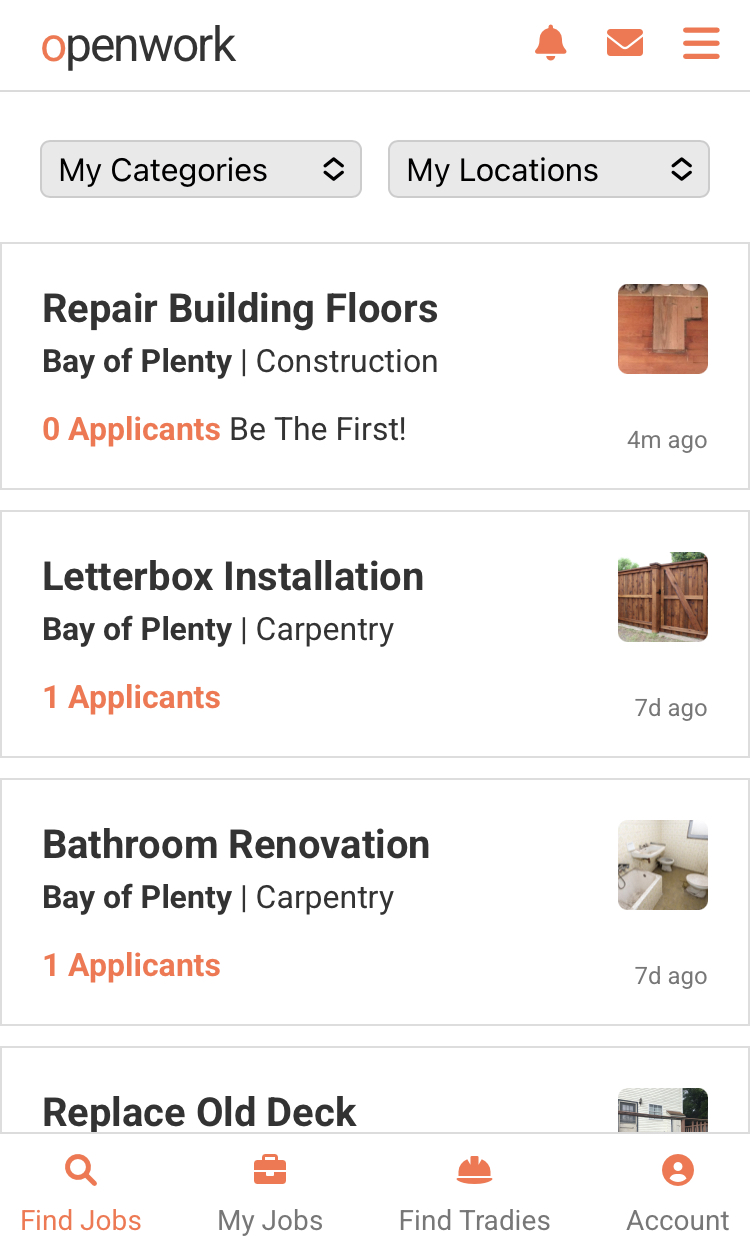 openwork
My Categories
My Locations
Repair Building Floors
Bay of Plenty | Construction
0 Applicants Be The First!
4m ago
Letterbox Installation
Bay of Plenty | Carpentry
1 Applicants
7d ago
Bathroom Renovation
Bay of Plenty | Carpentry
1 Applicants
7d ago
Replace Old Deck
Find Jobs
My Jobs
Find Tradies
Account